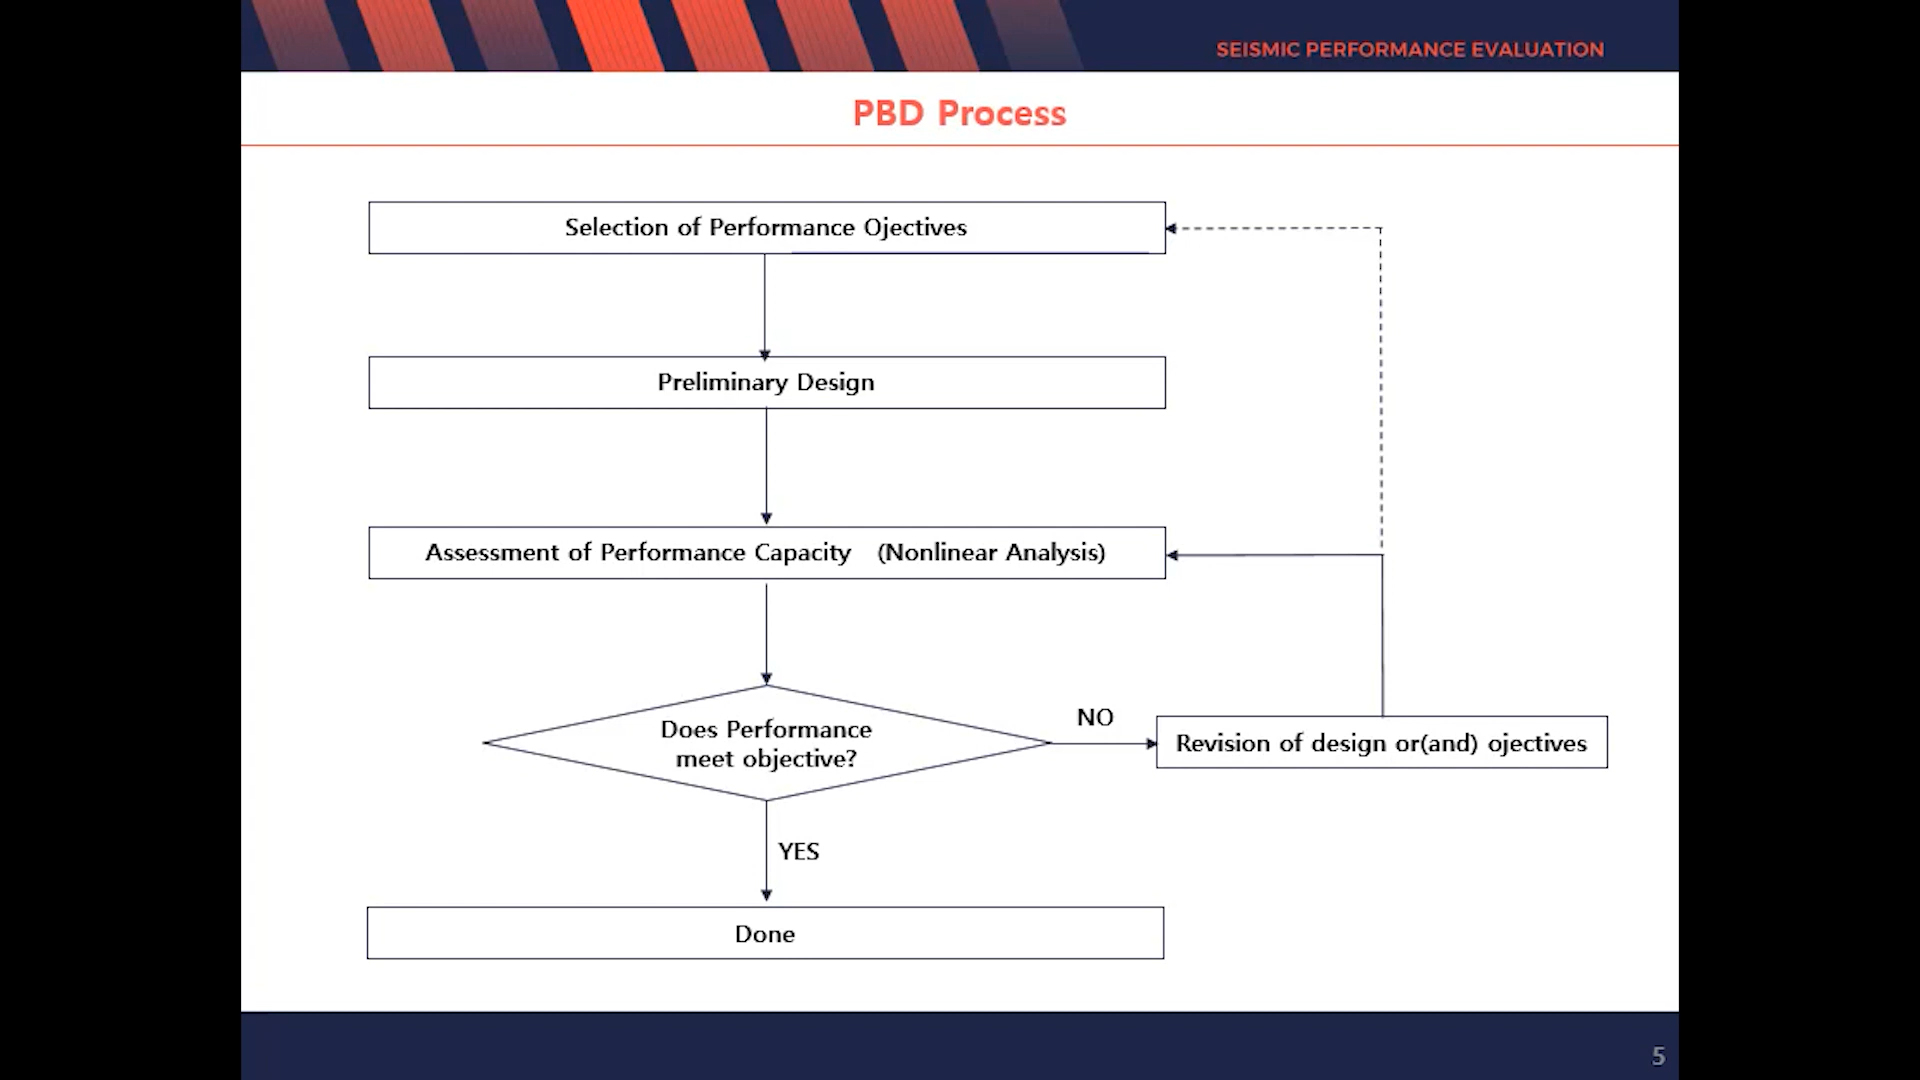 SEISMIC PERFORMANCE EVALUATION
PBD Process
Selection of Performance Ojectives
Preliminary Design
Assessment of Performance Capacity (Nonlinear Analysis)
Does Performance
meet objective?
NO
Revision of design or(and) ojectives
YES
Done
5